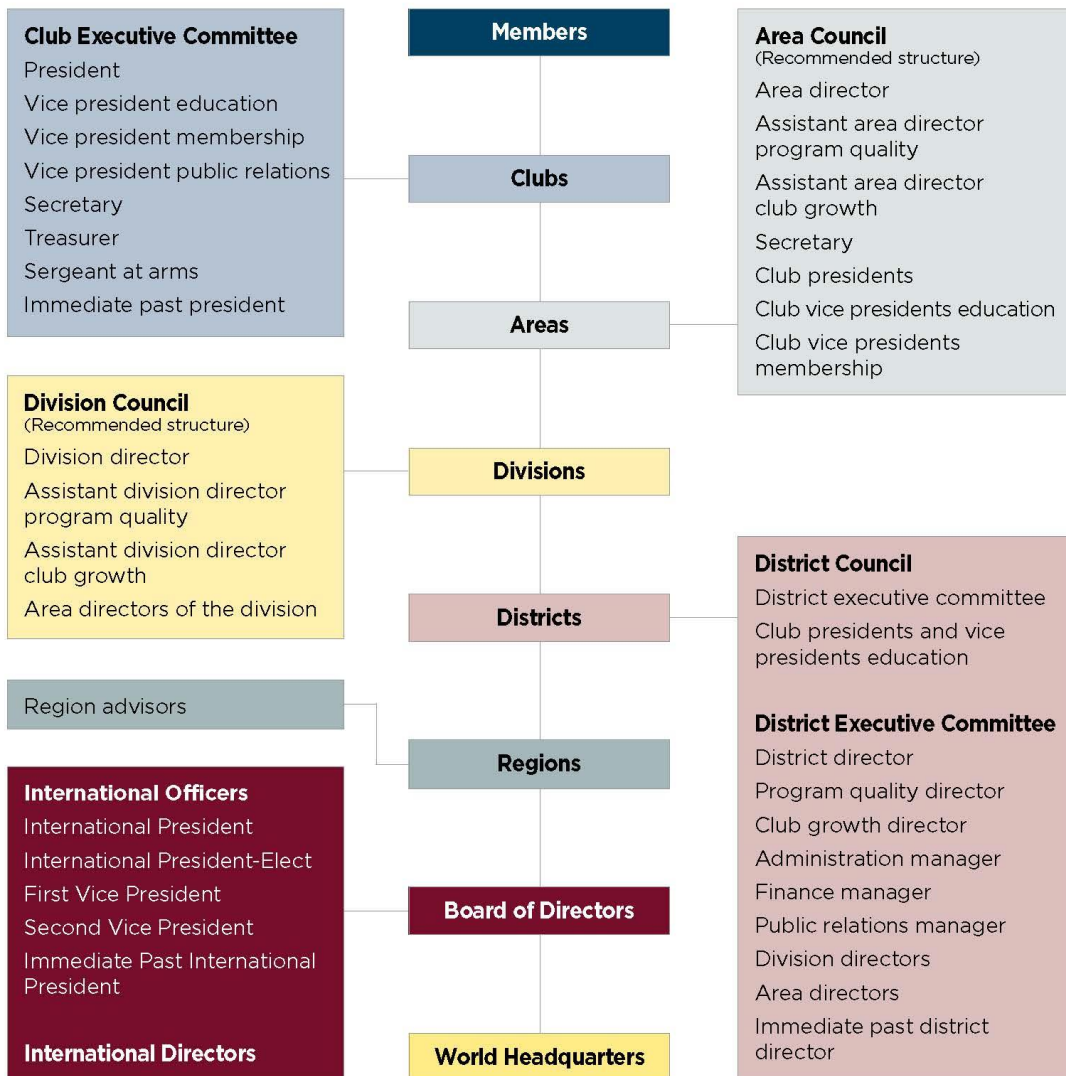 Club Executive Committee
President
Vice president education
Vice president membership
Vice president public relations
Secretary
Treasurer
Sergeant at arms
Immediate past president
Members
Clubs
Areas
Area Council
(Recommended structure)
Area director
Assistant area director
program quality
Assistant area director
club growth
Secretary
Club presidents
Club vice presidents education
Club vice presidents
membership
Division Council
(Recommended structure)
Division director
Assistant division director
program quality
Assistant division director
club growth
Area directors of the division
Divisions
Districts
District Council
District executive committee
Club presidents and vice
presidents education
District Executive Committee
District director
Program quality director
Club growth director
Administration manager
Finance manager
Public relations manager
Division directors
Area directors
Immediate past district
director
Region advisors
Regions
International Officers
International President
International President-Elect
First Vice President
Second Vice President
Immediate Past International
President
International Directors
Board of Directors
World Headquarters